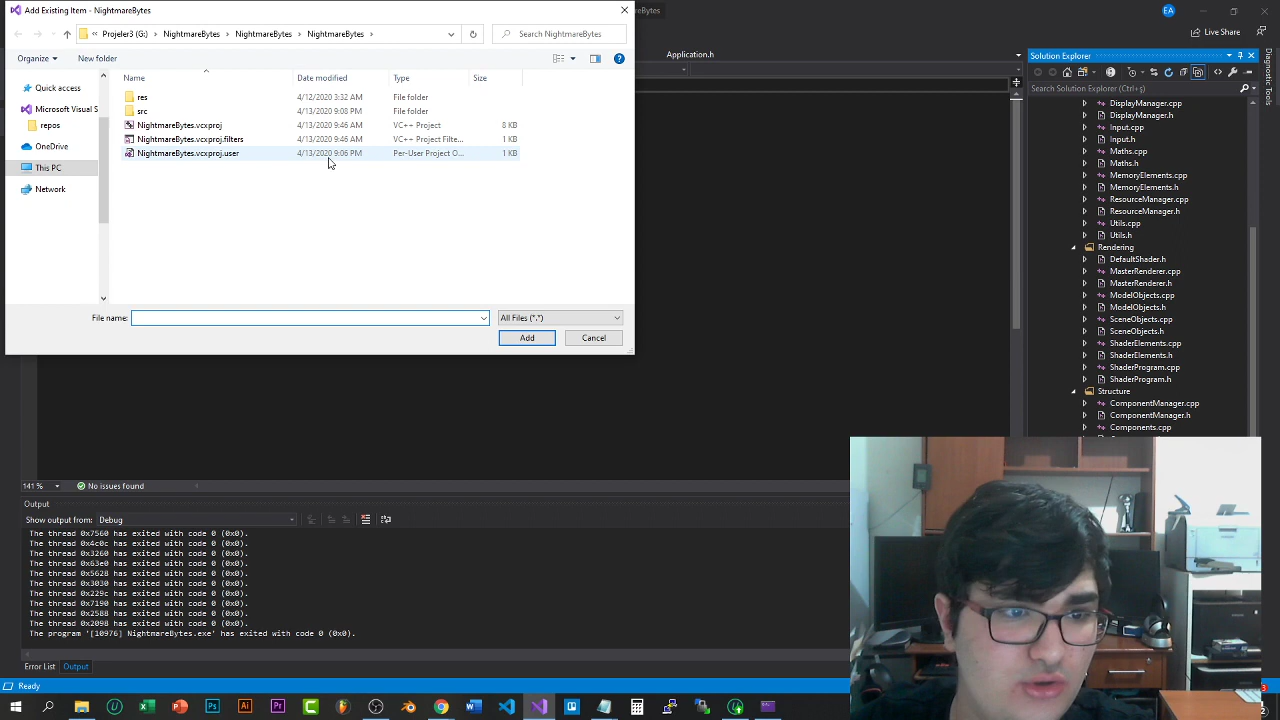 Add Existing Item - NightmareBytes
mareBytes
EA
Projeler3 (G:) > NightmareBytes > NightmareBytes > NightmareBytes >
Search NightmareBytes
Live Share
Organize
New folder
Application.h
Solution Explorer
Diagnostic Tools
Name
Date modified
Type
Size
Search Solution Explorer
Quick access
Microsoft Visual S
repos
OneDrive
This PC
Network
res 4/12/2020 3:32 AM File folder
src 4/13/2020 9:08 PM File folder
NightmareBytes.vcxproj 4/13/2020 9:46 AM VC++ Project 8 KB
NightmareBytes.vcxproj.filters 4/13/2020 9:46 AM VC++ Project Filte... 1 KB
NightmareBytes.vcxproj.user 4/13/2020 9:06 PM Per-User Project O... 1 KB
File name:
All Files (*.*)
Add
Cancel
DisplayManager.cpp
DisplayManager.h
Input.cpp
Input.h
Maths.cpp
Maths.h
MemoryElements.cpp
MemoryElements.h
ResourceManager.cpp
ResourceManager.h
Utils.cpp
Utils.h
Rendering
DefaultShader.h
MasterRenderer.cpp
MasterRenderer.h
ModelObjects.cpp
ModelObjects.h
SceneObjects.cpp
SceneObjects.h
ShaderElements.cpp
ShaderElements.h
ShaderProgram.cpp
ShaderProgram.h
Structure
ComponentManager.cpp
ComponentManager.h
Components.cpp
141 %
No issues found
Output
Show output from: Debug
The thread 0x7560 has exited with code 0 (0x0).
The thread 0x4c0c has exited with code 0 (0x0).
The thread 0x3260 has exited with code 0 (0x0).
The thread 0x63e0 has exited with code 0 (0x0).
The thread 0x5628 has exited with code 0 (0x0).
The thread 0x3030 has exited with code 0 (0x0).
The thread 0x229c has exited with code 0 (0x0).
The thread 0x7190 has exited with code 0 (0x0).
The thread 0x2588 has exited with code 0 (0x0).
The thread 0x2098 has exited with code 0 (0x0).
The program '[10976] NightmareBytes.exe' has exited with code 0 (0x0).
Error List
Output
Ready